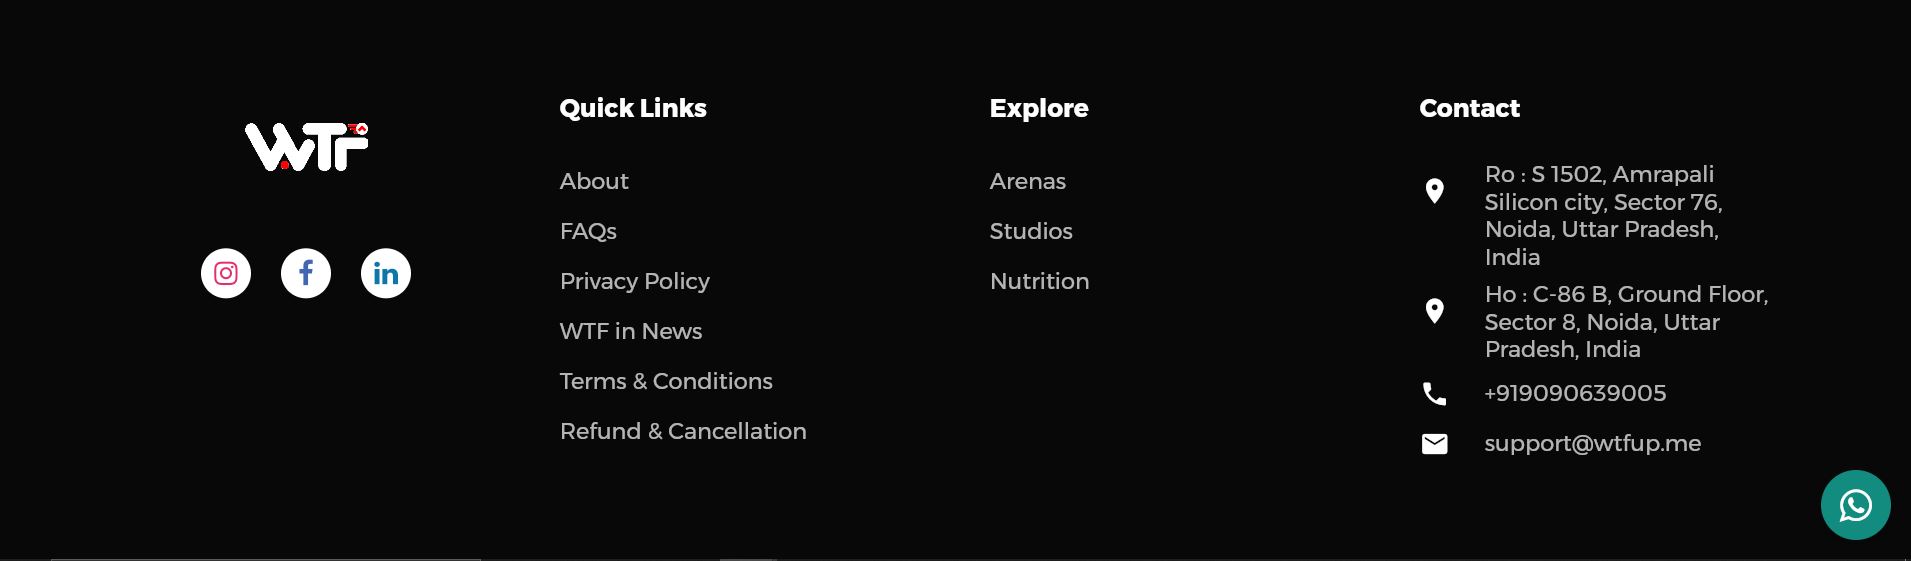 WTF
Quick Links
About
FAQs
Privacy Policy
WTF in News
Terms & Conditions
Refund & Cancellation
Explore
Arenas
Studios
Nutrition
Contact
Ro : S 1502, Amrapali
Silicon city, Sector 76,
Noida, Uttar Pradesh,
India
Ho : C-86 B, Ground Floor,
Sector 8, Noida, Uttar
Pradesh, India
+919090639005
support@wtfup.me